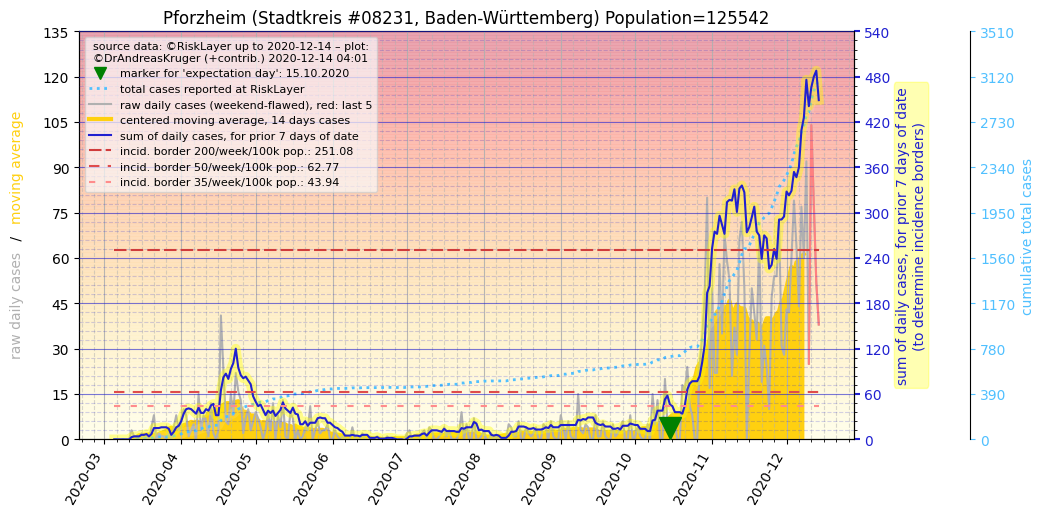 Pforzheim (Stadtkreis #08231, Baden-Württemberg) Population=125542
source data: ©RiskLayer up to 2020-12-14 – plot:
©DrAndreasKruger (+contrib.) 2020-12-14 04:01
marker for 'expectation day': 15.10.2020
total cases reported at RiskLayer
raw daily cases (weekend-flawed), red: last 5
centered moving average, 14 days cases
sum of daily cases, for prior 7 days of date
incid. border 200/week/100k pop.: 251.08
incid. border 50/week/100k pop.: 62.77
incid. border 35/week/100k pop.: 43.94
raw daily cases / moving average
135
120
105
90
75
60
45
30
15
0
2020-03
2020-04
2020-05
2020-06
2020-07
2020-08
2020-09
2020-10
2020-11
2020-12
540
480
420
360
300
240
180
120
60
0
sum of daily cases, for prior 7 days of date
(to determine incidence borders)
3510
3120
2730
2340
1950
1560
1170
780
390
0
cumulative total cases